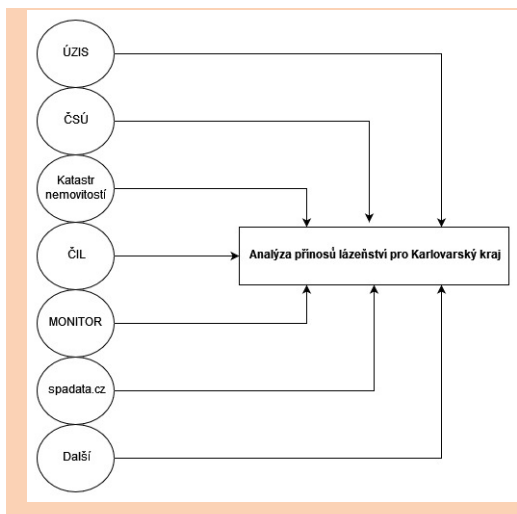 ÚZIS
ČSÚ
Katastr
nemovitostí
ČIL
MONITOR
spadata.cz
Další
Analýza přínosů lázeňství pro Karlovarský kraj